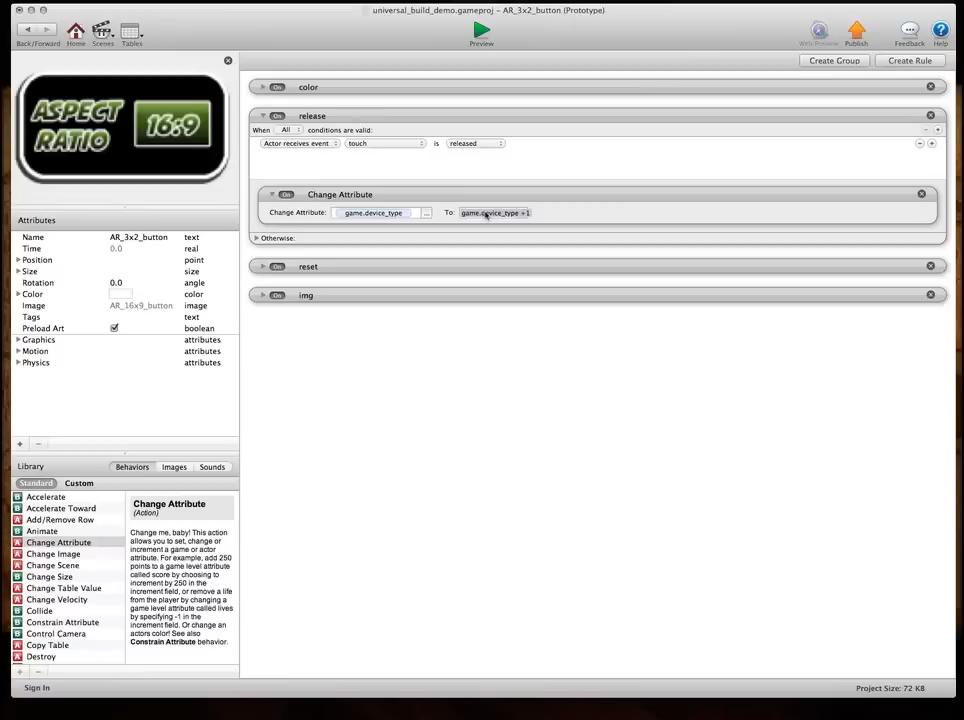 universal_build_demo.gameproj – AR_3x2_button (Prototype)
Back/Forward Home Scenes Tables Preview Web Preview Publish Feedback Help
Create Group Create Rule
ASPECT RATIO 16:9
On color
On release
When All conditions are valid:
Actor receives event touch is released
On Change Attribute
Change Attribute: game.device_type ... To: game.device_type +1
Otherwise:
On reset
On img
Attributes
Name AR_3x2_button text
Time 0.0 real
Position point
Size size
Rotation 0.0 angle
Color color
Image AR_16x9_button image
Tags text
Preload Art boolean
Graphics attributes
Motion attributes
Physics attributes
+ −
Library Behaviors Images Sounds
Standard Custom
B Accelerate
B Accelerate Toward
A Add/Remove Row
B Animate
A Change Attribute
A Change Image
A Change Scene
B Change Size
A Change Table Value
A Change Velocity
B Collide
B Constrain Attribute
B Control Camera
A Copy Table
A Destroy
Change Attribute
(Action)
Change me, baby! This action
allows you to set, change or
increment a game or actor
attribute. For example, add 250
points to a game level attribute
called score by choosing to
increment by 250 in the
increment field, or remove a life
from the player by changing a
game level attribute called lives
by specifying -1 in the
increment field. Or change an
actors color! See also
Constrain Attribute behavior.
+ −
Sign In
Project Size: 72 KB